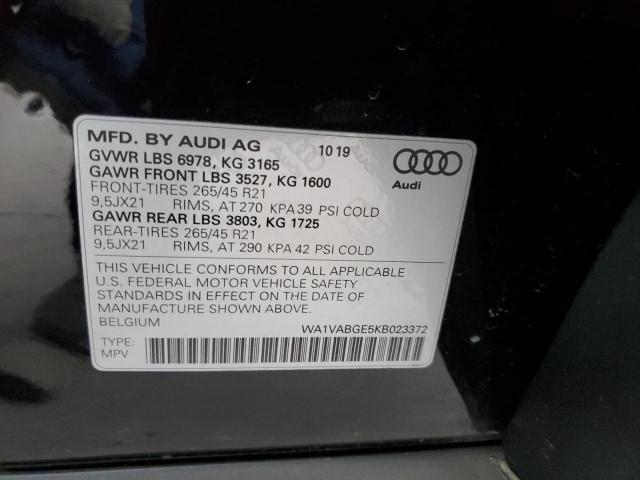 MFD. BY AUDI AG 10 19
GVWR LBS 6978, KG 3165
GAWR FRONT LBS 3527, KG 1600
FRONT-TIRES 265/45 R21
9,5JX21 RIMS, AT 270 KPA 39 PSI COLD
GAWR REAR LBS 3803, KG 1725
REAR-TIRES 265/45 R21
9,5JX21 RIMS, AT 290 KPA 42 PSI COLD
Audi
THIS VEHICLE CONFORMS TO ALL APPLICABLE
U.S. FEDERAL MOTOR VEHICLE SAFETY
STANDARDS IN EFFECT ON THE DATE OF
MANUFACTURE SHOWN ABOVE.
BELGIUM WA1VABGE5KB023372
TYPE:
MPV